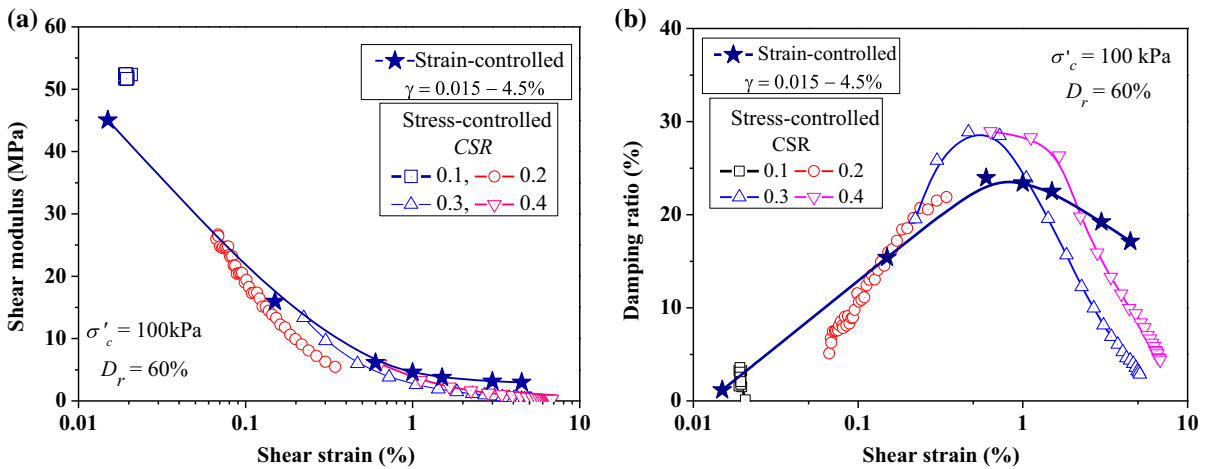 (a)
60
50
40
30
20
10
0
Shear modulus (MPa)
0.01
0.1
1
10
Shear strain (%)
Strain-controlled
γ = 0.015 – 4.5%
Stress-controlled
CSR
0.1, 0.2
0.3, 0.4
σ'c = 100kPa
Dr = 60%
(b)
40
30
20
10
0
Damping ratio (%)
0.01
0.1
1
10
Shear strain (%)
Strain-controlled
γ = 0.015 – 4.5%
Stress-controlled
CSR
0.1 0.2
0.3 0.4
σ'c = 100 kPa
Dr = 60%